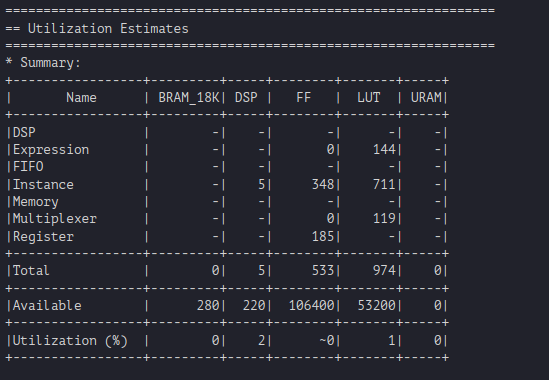 ================================================================
== Utilization Estimates
================================================================
* Summary:
+-----------------+---------+-----+--------+-------+-----+
|       Name      | BRAM_18K| DSP |   FF   |  LUT  | URAM|
+-----------------+---------+-----+--------+-------+-----+
|DSP              |        -|    -|       -|      -|    -|
|Expression       |        -|    -|       0|    144|    -|
|FIFO             |        -|    -|       -|      -|    -|
|Instance         |        -|    5|     348|    711|    -|
|Memory           |        -|    -|       -|      -|    -|
|Multiplexer      |        -|    -|       0|    119|    -|
|Register         |        -|    -|     185|      -|    -|
+-----------------+---------+-----+--------+-------+-----+
|Total            |        0|    5|     533|    974|    0|
+-----------------+---------+-----+--------+-------+-----+
|Available        |      280|  220|  106400|  53200|    0|
+-----------------+---------+-----+--------+-------+-----+
|Utilization (%)  |        0|    2|      ~0|      1|    0|
+-----------------+---------+-----+--------+-------+-----+